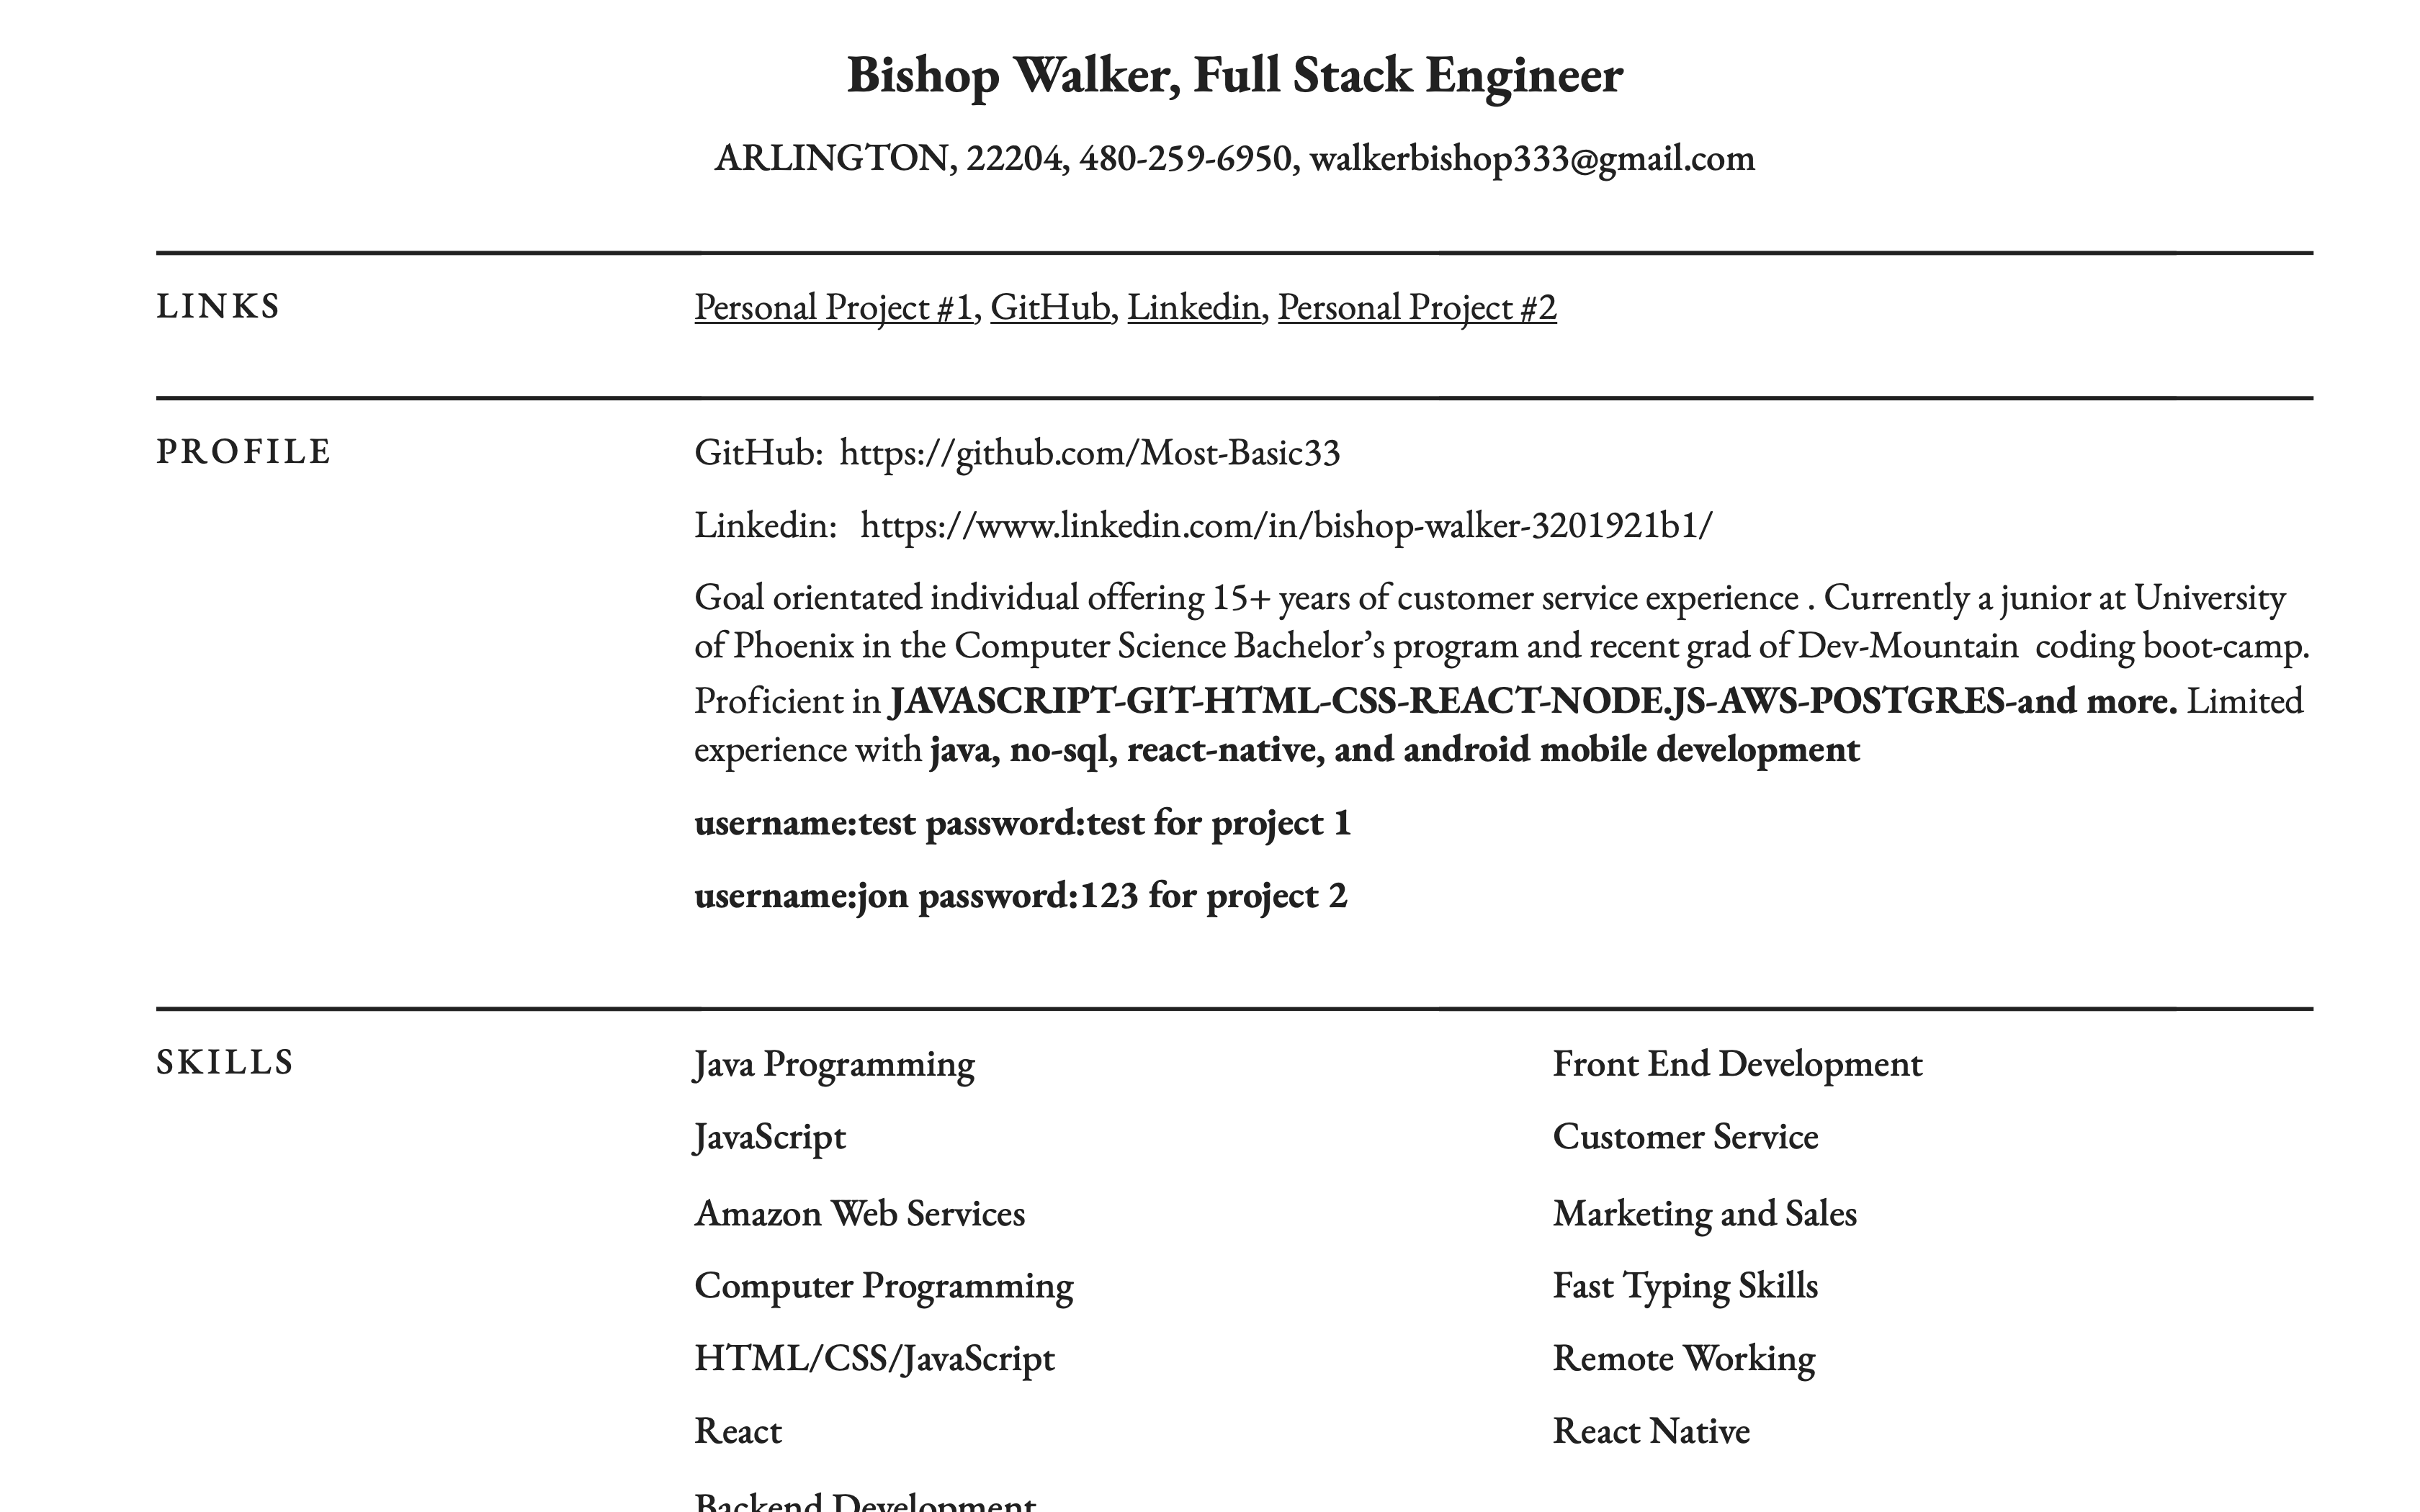 Bishop Walker, Full Stack Engineer
ARLINGTON, 22204, 480-259-6950, walkerbishop333@gmail.com
LINKS
Personal Project #1, GitHub, Linkedin, Personal Project #2
PROFILE
GitHub: https://github.com/Most-Basic33
Linkedin: https://www.linkedin.com/in/bishop-walker-3201921b1/
Goal orientated individual offering 15+ years of customer service experience . Currently a junior at University
of Phoenix in the Computer Science Bachelor’s program and recent grad of Dev-Mountain coding boot-camp.
Proficient in JAVASCRIPT-GIT-HTML-CSS-REACT-NODE.JS-AWS-POSTGRES-and more. Limited
experience with java, no-sql, react-native, and android mobile development
username:test password:test for project 1
username:jon password:123 for project 2
SKILLS
Java Programming
JavaScript
Amazon Web Services
Computer Programming
HTML/CSS/JavaScript
React
Backend Development
Front End Development
Customer Service
Marketing and Sales
Fast Typing Skills
Remote Working
React Native